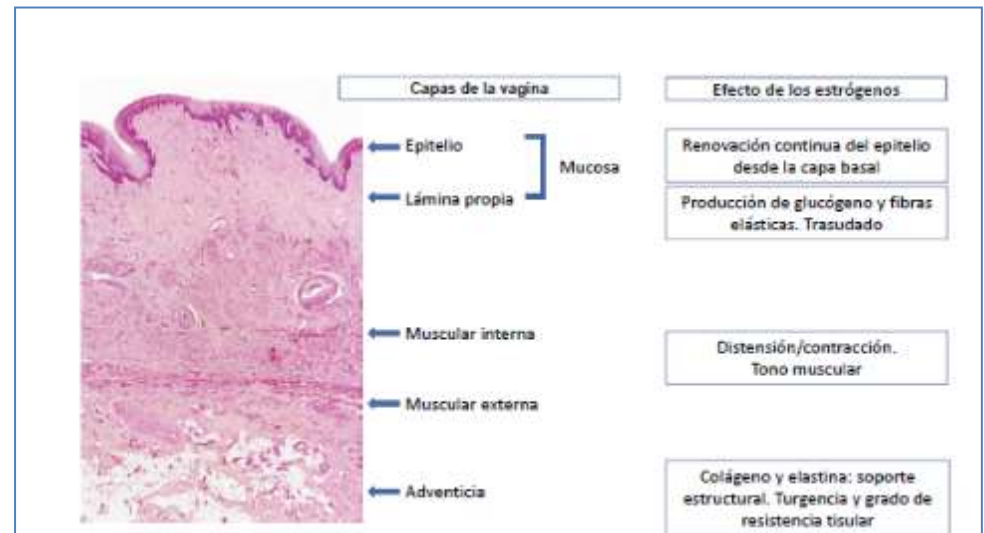 Capas de la vagina
Efecto de los estrógenos
Epitelio
Mucosa
Lámina propia
Renovación continua del epitelio
desde la capa basal
Producción de glucógeno y fibras
elásticas. Trasudado
Muscular interna
Distensión/contracción.
Tono muscular
Muscular externa
Adventicia
Colágeno y elastina: soporte
estructural. Turgencia y grado de
resistencia tisular